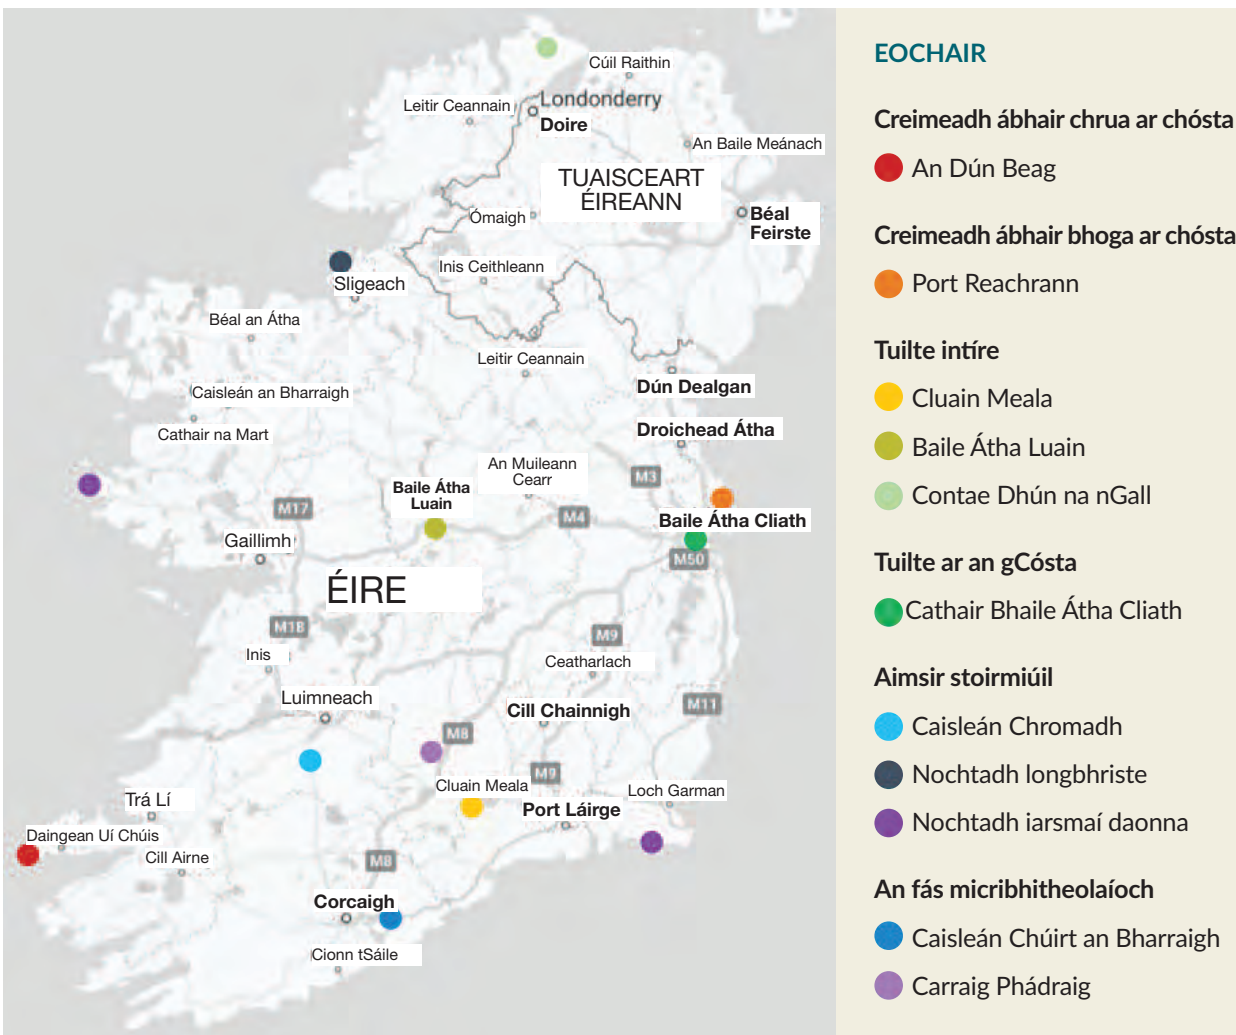 Cúil Raithin
Leitir Ceannain
Londonderry
Doire
An Baile Meánach
TUAISCEART
ÉIREANN
Ómaigh
Béal
Feirste
Inis Ceithleann
Sligeach
Béal an Átha
Leitir Ceannain
Caisleán an Bharraigh
Dún Dealgan
Cathair na Mart
Droichead Átha
An Muileann
Cearr
M3
Baile Átha
Luain
M17
M4
Baile Átha Cliath
Gaillimh
M50
ÉIRE
M18
M9
Inis
Ceatharlach
Luimneach
Cill Chainnigh
M11
M8
M9
Cluain Meala
Loch Garman
Trá Lí
Port Láirge
Daingean Uí Chúis
Cill Airne
M8
Corcaigh
Cionn tSáile
EOCHAIR
Creimeadh ábhair chrua ar chósta
An Dún Beag
Creimeadh ábhair bhoga ar chósta
Port Reachrann
Tuilte intíre
Cluain Meala
Baile Átha Luain
Contae Dhún na nGall
Tuilte ar an gCósta
Cathair Bhaile Átha Cliath
Aimsir stoirmiúil
Caisleán Chromadh
Nochtadh longbhriste
Nochtadh iarsmaí daonna
An fás micribhitheolaíoch
Caisleán Chúirt an Bharraigh
Carraig Phádraig